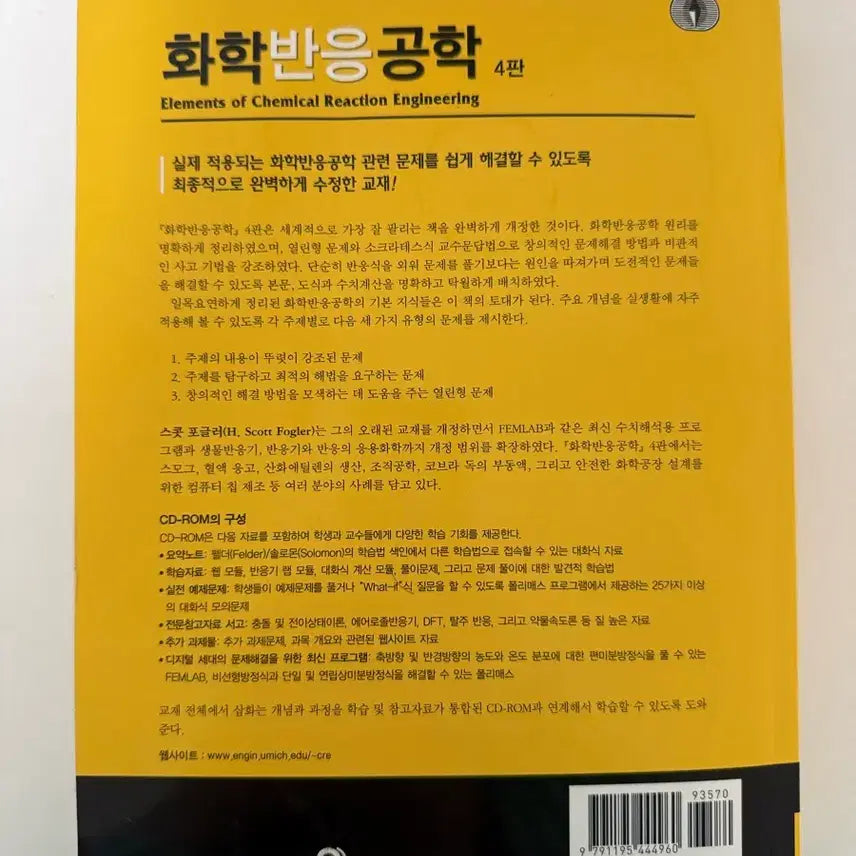 화학반응공학 4판
Elements of Chemical Reaction Engineering
실제 적용되는 화학반응공학 관련 문제를 쉽게 해결할 수 있도록
최종적으로 완벽하게 수정한 교재!
『화학반응공학』 4판은 세계적으로 가장 잘 팔리는 책을 완벽하게 개정한 것이다. 화학반응공학 원리를
명확하게 정리하였으며, 열린형 문제와 소크라테스식 교수문답법으로 창의적인 문제해결 방법과 비판적
인 사고 기법을 강조하였다. 단순히 반응식을 외워 문제를 풀기보다는 원인을 따져가며 도전적인 문제들
을 해결할 수 있도록 본문, 도식과 수치계산을 명확하고 탁월하게 배치하였다.
일목요연하게 정리된 화학반응공학의 기본 지식들은 이 책의 토대가 된다. 주요 개념을 실생활에 자주
적용해 볼 수 있도록 각 주제별로 다음 세 가지 유형의 문제를 제시한다.
1. 주제의 내용이 뚜렷이 강조된 문제
2. 주제를 탐구하고 최적의 해법을 요구하는 문제
3. 창의적인 해결 방법을 모색하는 데 도움을 주는 열린형 문제
스콧 포글러(H. Scott Fogler)는 그의 오래된 교재를 개정하면서 FEMLAB과 같은 최신 수치해석용 프로
그램과 생물반응기, 반응기와 반응의 응용화학까지 개정 범위를 확장하였다. 『화학반응공학』 4판에서는
스모그, 혈액 응고, 산화에틸렌의 생산, 조직공학, 코브라 독의 부동액, 그리고 안전한 화학공장 설계를
위한 컴퓨터 칩 제조 등 여러 분야의 사례를 담고 있다.
CD-ROM의 구성
CD-ROM은 다음 자료를 포함하여 학생과 교수들에게 다양한 학습 기회를 제공한다.
• 요약노트: 펠더(Felder)/솔로몬(Solomon)의 학습법 색인에서 다른 학습법으로 접속할 수 있는 대화식 자료
• 학습자료: 웹 모듈, 반응기 랩 모듈, 대화식 계산 모듈, 풀이문제, 그리고 문제 풀이에 대한 발견적 학습법
• 실전 예제문제: 학생들이 예제문제를 풀거나 "What-if"식 질문을 할 수 있도록 폴리매스 프로그램에서 제공하는 25가지 이상
의 대화식 모의문제
• 전문참고자료 서고: 충돌 및 전이상태이론, 에어로졸반응기, DFT, 탈주 반응, 그리고 약물속도론 등 질 높은 자료
• 추가 과제물: 추가 과제문제, 과목 개요와 관련된 웹사이트 자료
• 디지털 세대의 문제해결을 위한 최신 프로그램: 축방향 및 반경방향의 농도와 온도 분포에 대한 편미분방정식을 풀 수 있는
FEMLAB, 비선형방정식과 단일 및 연립상미분방정식을 해결할 수 있는 폴리매스
교재 전체에서 삽화는 개념과 과정을 학습 및 참고자료가 통합된 CD-ROM과 연계해서 학습할 수 있도록 도와
준다.
웹사이트 : www.engin.umich.edu/~cre
93570
9 791195 444960